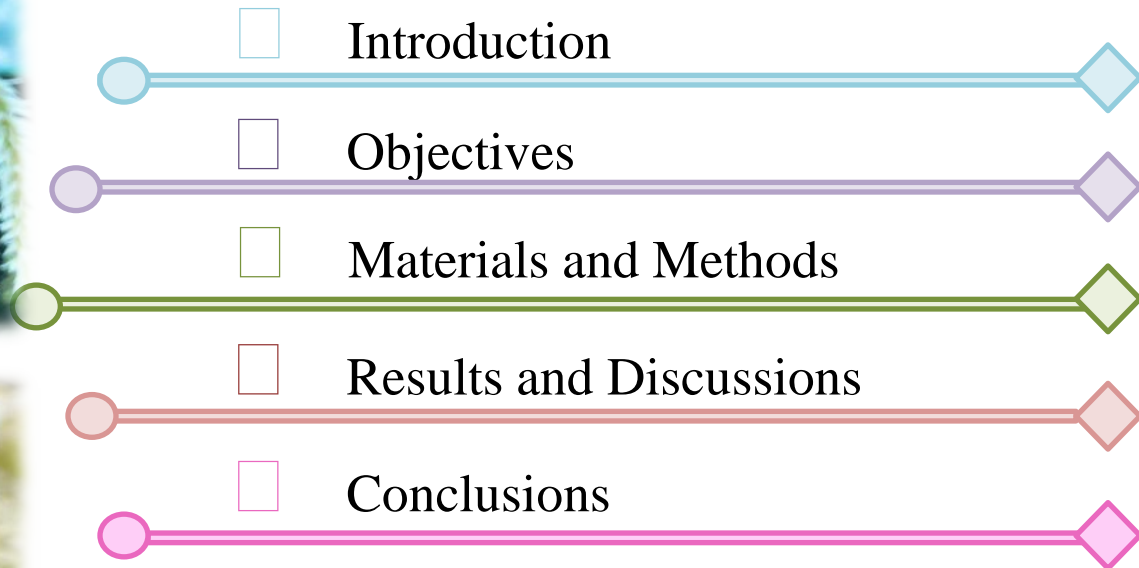 Introduction
Objectives
Materials and Methods
Results and Discussions
Conclusions